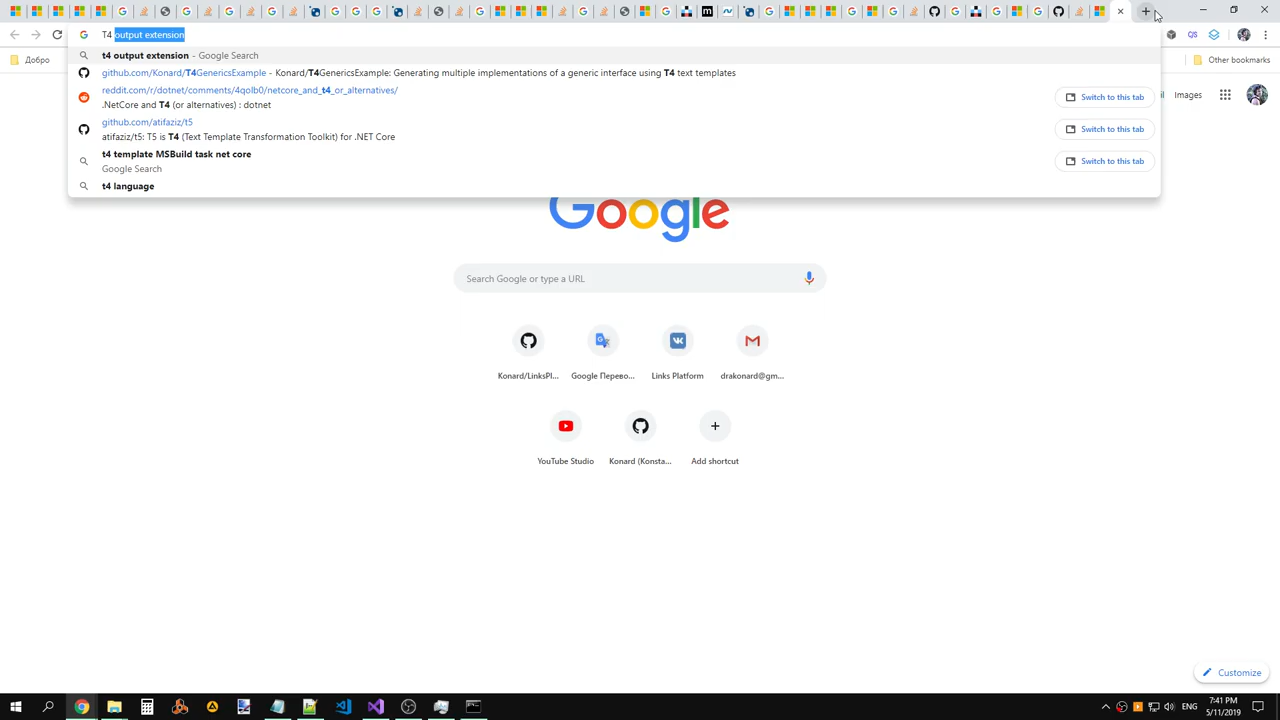 T4 output extension
t4 output extension - Google Search
github.com/Konard/T4GenericsExample - Konard/T4GenericsExample: Generating multiple implementations of a generic interface using T4 text templates
reddit.com/r/dotnet/comments/4qolb0/netcore_and_t4_or_alternatives/
.NetCore and T4 (or alternatives) : dotnet
Switch to this tab
github.com/atifaziz/t5
atifaziz/t5: T5 is T4 (Text Template Transformation Toolkit) for .NET Core
Switch to this tab
t4 template MSBuild task net core
Google Search
Switch to this tab
t4 language
Добро
Other bookmarks
Images
Google
Search Google or type a URL
Konard/LinksPl...
Google Перево...
Links Platform
drakonard@gm...
YouTube Studio
Konard (Konsta...
Add shortcut
Customize
ENG
7:41 PM
5/11/2019